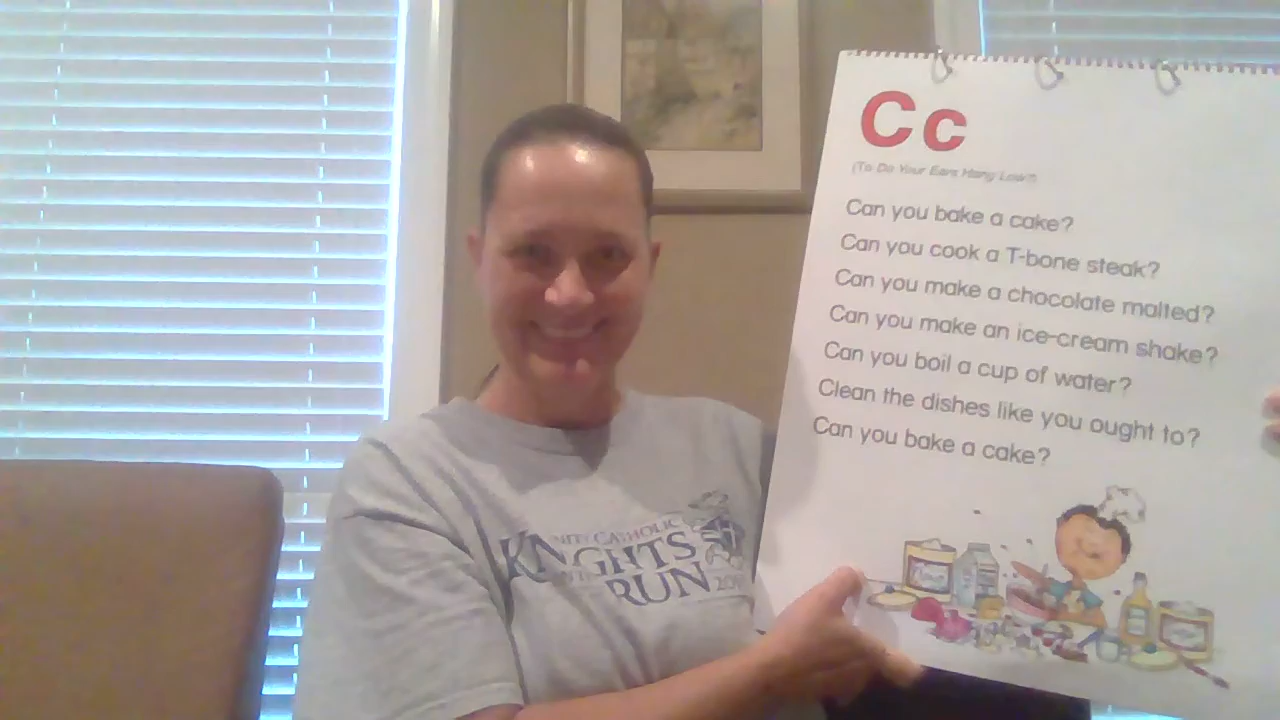 Cc
(To Do Your Ears Hang Low?)
Can you bake a cake?
Can you cook a T-bone steak?
Can you make a chocolate malted?
Can you make an ice-cream shake?
Can you boil a cup of water?
Clean the dishes like you ought to?
Can you bake a cake?
CATHOLIC
KNIGHTS
RUN